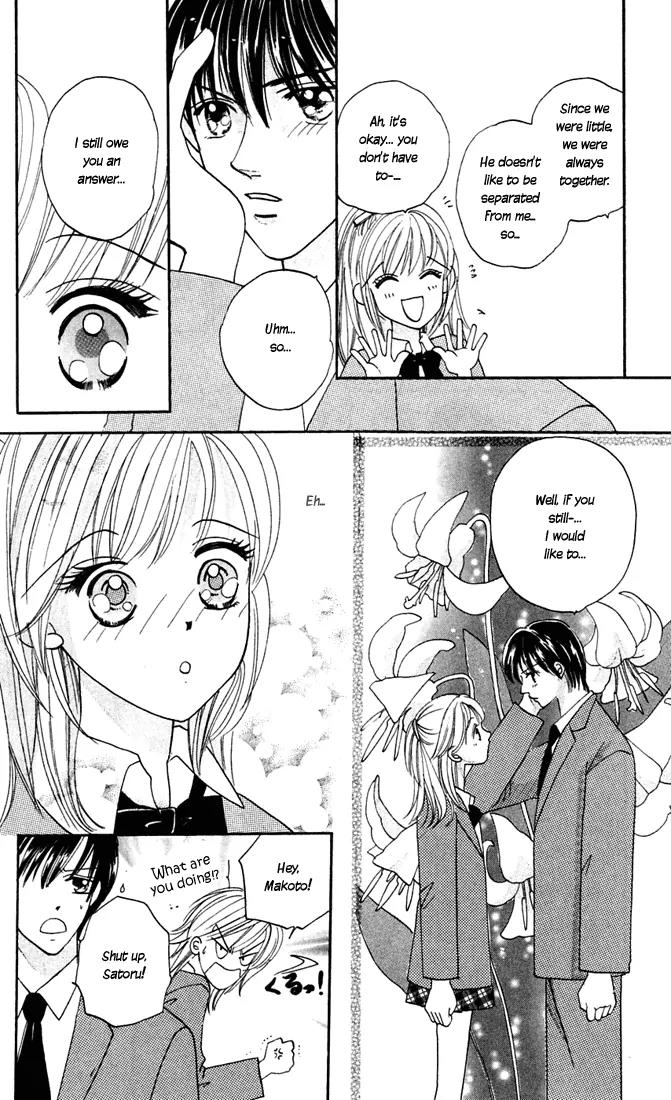 Since we
were little,
we were
always
together.
He doesn't
like to be
separated
From me...
so...
Ah, it's
okay... you
don't have
to-...
Uhm...
so...
I still owe
you an
answer...
Well, if you
still-...
I would
like to...
Eh...
Hey,
Makoto!
What are
you doing!?
くるっ!
Shut up,
Satoru!